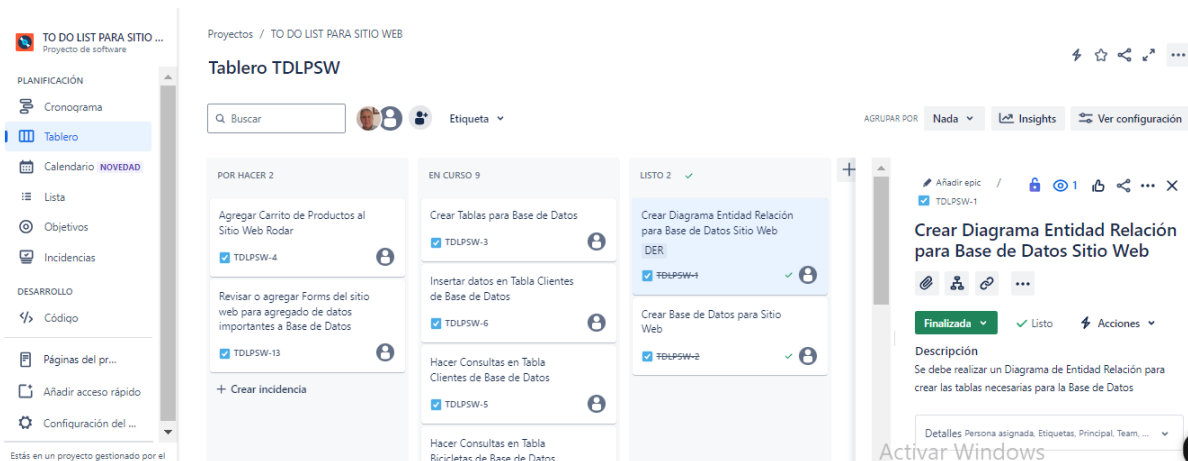 TO DO LIST PARA SITIO ...
Proyecto de software
PLANIFICACIÓN
Cronograma
Tablero
Calendario NOVEDAD
Lista
Objetivos
Incidencias
DESARROLLO
Código
Páginas del pr...
Añadir acceso rápido
Configuración del ...
Estás en un proyecto gestionado por el
Proyectos / TO DO LIST PARA SITIO WEB
Tablero TDLPSW
Buscar
Etiqueta
AGRUPAR POR Nada Insights Ver configuración
POR HACER 2
Agregar Carrito de Productos al
Sitio Web Rodar
TDLPSW-4
Revisar o agregar Forms del sitio
web para agregado de datos
importantes a Base de Datos
TDLPSW-13
+ Crear incidencia
EN CURSO 9
Crear Tablas para Base de Datos
TDLPSW-3
Insertar datos en Tabla Clientes
de Base de Datos
TDLPSW-6
Hacer Consultas en Tabla
Clientes de Base de Datos
TDLPSW-5
Hacer Consultas en Tabla
Bicicletas de Base de Datos
LISTO 2
Crear Diagrama Entidad Relación
para Base de Datos Sitio Web
DER
TDLPSW-1
Crear Base de Datos para Sitio
Web
TDLPSW-2
Añadir epic /
1
TDLPSW-1
Crear Diagrama Entidad Relación
para Base de Datos Sitio Web
Finalizada Listo Acciones
Descripción
Se debe realizar un Diagrama de Entidad Relación para
crear las tablas necesarias para la Base de Datos
Detalles Persona asignada, Etiquetas, Principal, Team, ...
Activar Windows